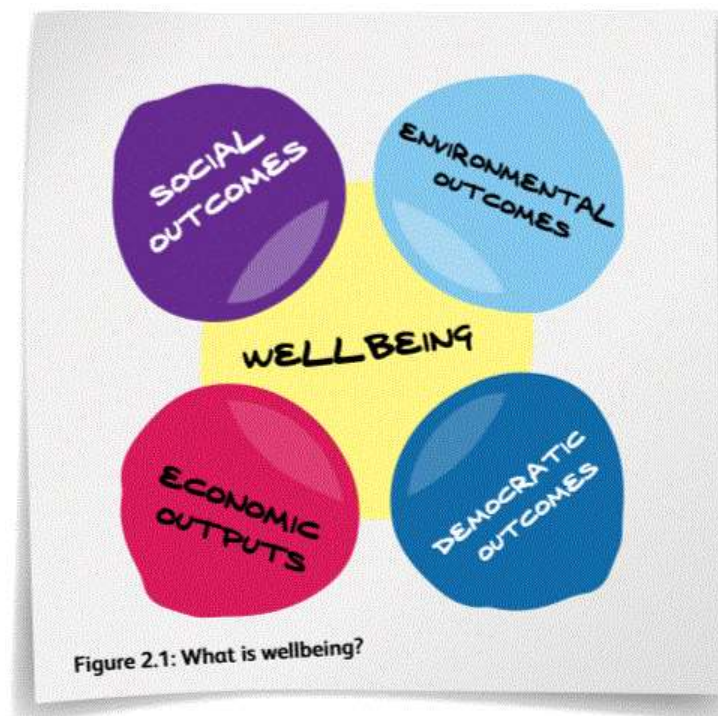 SOCIAL
OUTCOMES
ENVIRONMENTAL
OUTCOMES
WELLBEING
ECONOMIC
OUTPUTS
DEMOCRATIC
OUTCOMES
Figure 2.1: What is wellbeing?